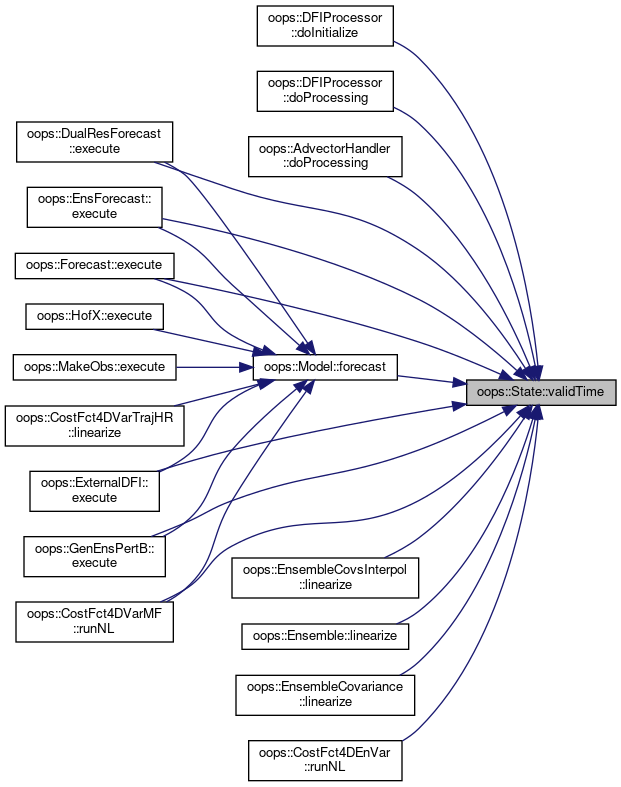 oops::DFIProcessor
::doInitialize
oops::DFIProcessor
::doProcessing
oops::DualResForecast
::execute
oops::AdvectorHandler
::doProcessing
oops::EnsForecast::
execute
oops::Forecast::execute
oops::HofX::execute
oops::MakeObs::execute
oops::Model::forecast
oops::State::validTime
oops::CostFct4DVarTrajHR
::linearize
oops::ExternalDFI::
execute
oops::GenEnsPertB::
execute
oops::EnsembleCovsInterpol
::linearize
oops::CostFct4DVarMF
::runNL
oops::Ensemble::linearize
oops::EnsembleCovariance
::linearize
oops::CostFct4DEnVar
::runNL